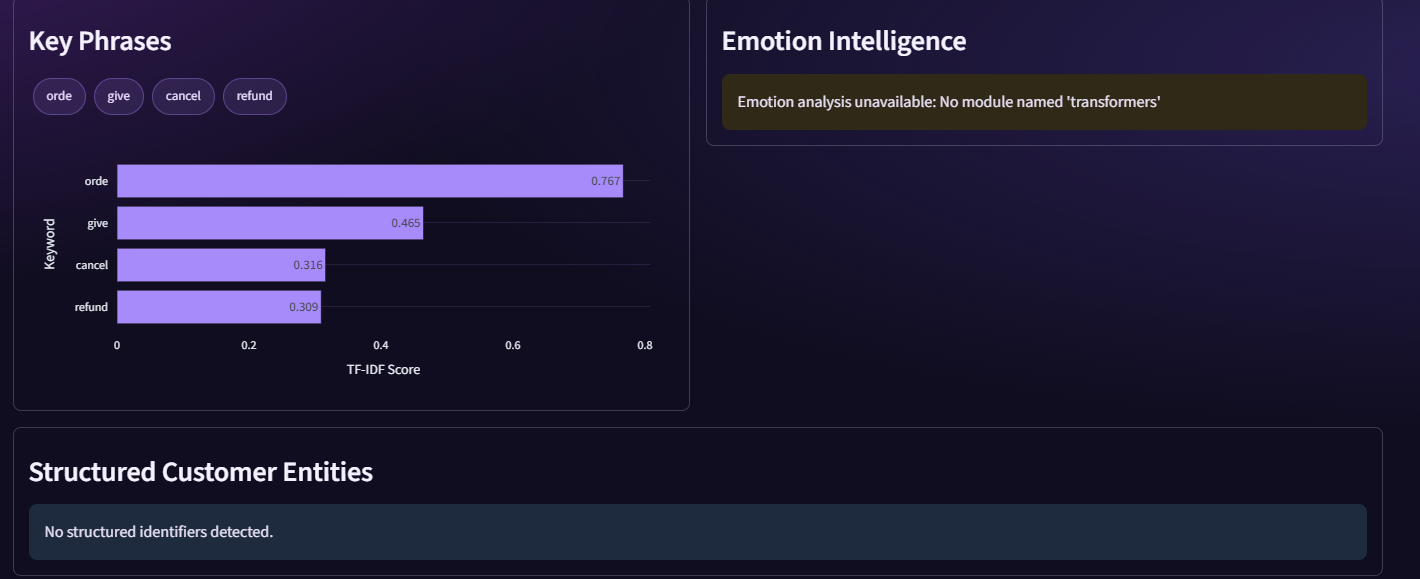 Key Phrases
orde
give
cancel
refund
Keyword
orde
0.767
give
0.465
cancel
0.316
refund
0.309
0
0.2
0.4
0.6
0.8
TF-IDF Score
Emotion Intelligence
Emotion analysis unavailable: No module named 'transformers'
Structured Customer Entities
No structured identifiers detected.